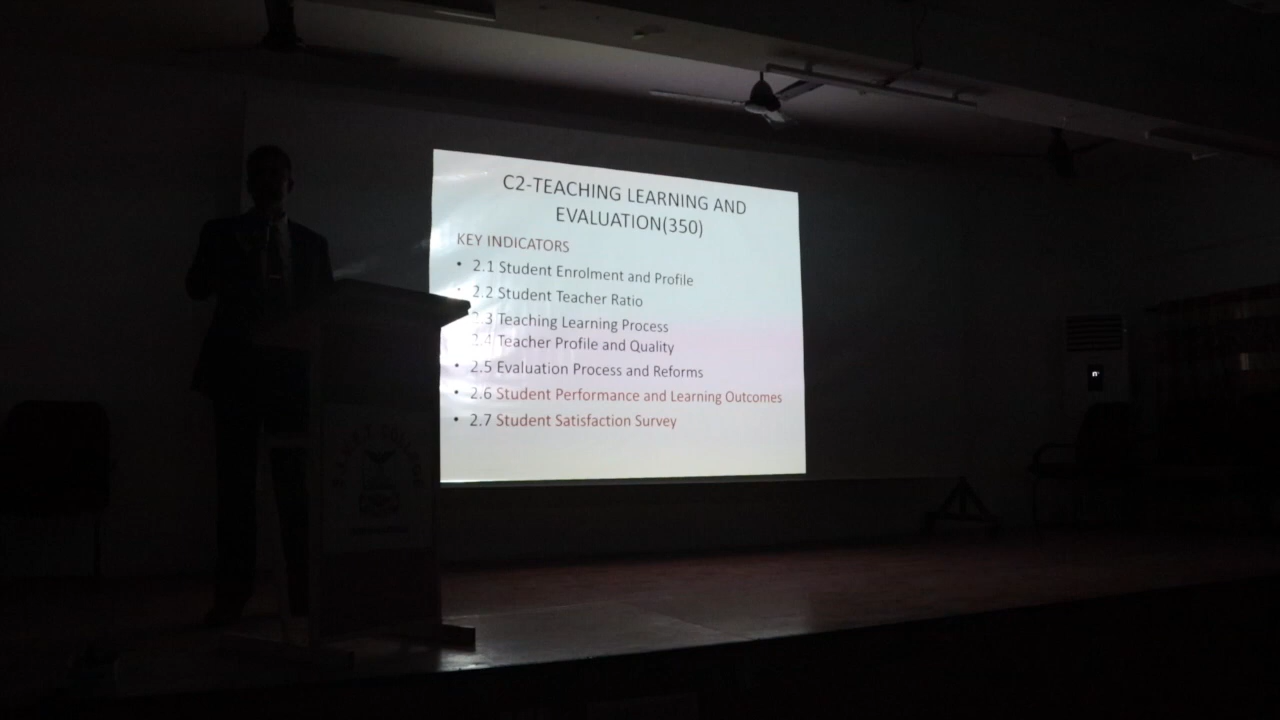 C2-TEACHING LEARNING AND
EVALUATION(350)
KEY INDICATORS
• 2.1 Student Enrolment and Profile
• 2.2 Student Teacher Ratio
2.3 Teaching Learning Process
2.4 Teacher Profile and Quality
• 2.5 Evaluation Process and Reforms
• 2.6 Student Performance and Learning Outcomes
• 2.7 Student Satisfaction Survey